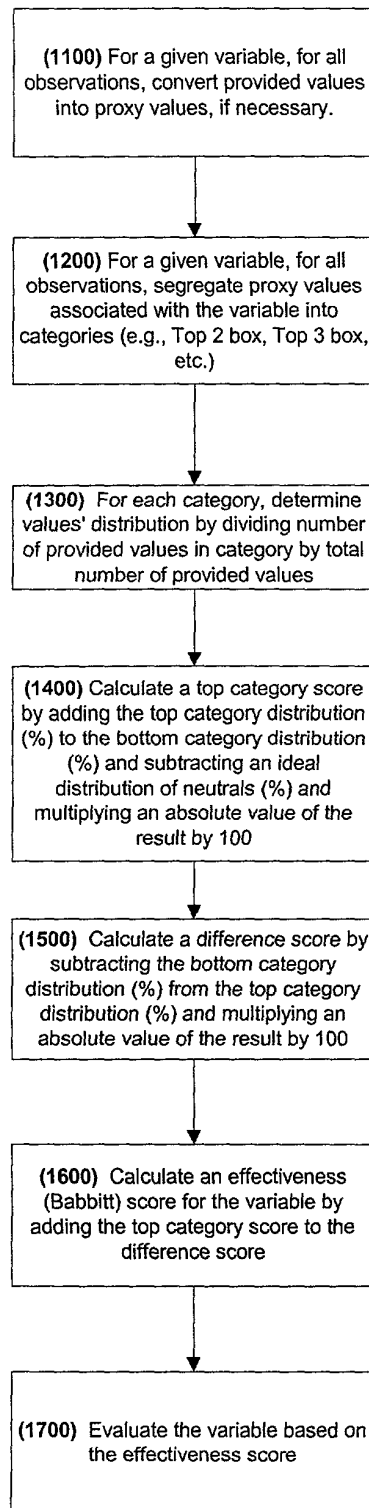 (1100) For a given variable, for all
observations, convert provided values
into proxy values, if necessary.
(1200) For a given variable, for all
observations, segregate proxy values
associated with the variable into
categories (e.g., Top 2 box, Top 3 box,
etc.)
(1300) For each category, determine
values' distribution by dividing number
of provided values in category by total
number of provided values
(1400) Calculate a top category score
by adding the top category distribution
(%) to the bottom category distribution
(%) and subtracting an ideal
distribution of neutrals (%) and
multiplying an absolute value of the
result by 100
(1500) Calculate a difference score by
subtracting the bottom category
distribution (%) from the top category
distribution (%) and multiplying an
absolute value of the result by 100
(1600) Calculate an effectiveness
(Babbitt) score for the variable by
adding the top category score to the
difference score
(1700) Evaluate the variable based on
the effectiveness score